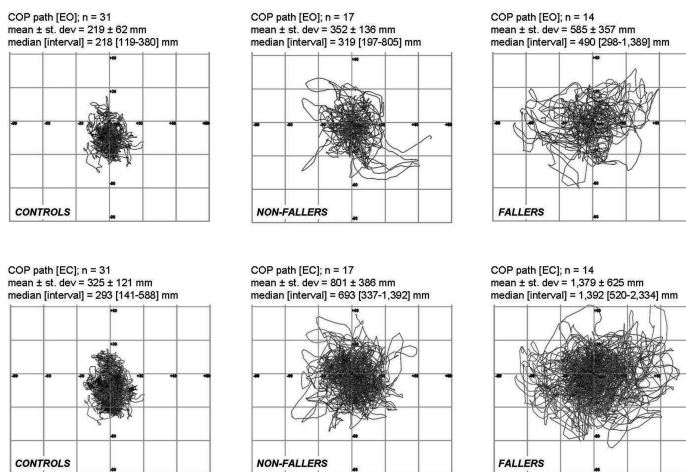 COP path [EO]; n = 31
mean ± st. dev = 219 ± 62 mm
median [interval] = 218 [119-380] mm
CONTROLS
COP path [EO]; n = 17
mean ± st. dev = 352 ± 136 mm
median [interval] = 319 [197-805] mm
NON-FALLERS
COP path [EO]; n = 14
mean ± st. dev = 585 ± 357 mm
median [interval] = 490 [298-1,389] mm
FALLERS
COP path [EC]; n = 31
mean ± st. dev = 325 ± 121 mm
median [interval] = 293 [141-588] mm
CONTROLS
COP path [EC]; n = 17
mean ± st. dev = 801 ± 386 mm
median [interval] = 693 [337-1,392] mm
NON-FALLERS
COP path [EC]; n = 14
mean ± st. dev = 1,379 ± 625 mm
median [interval] = 1,392 [520-2,334) mm
FALLERS